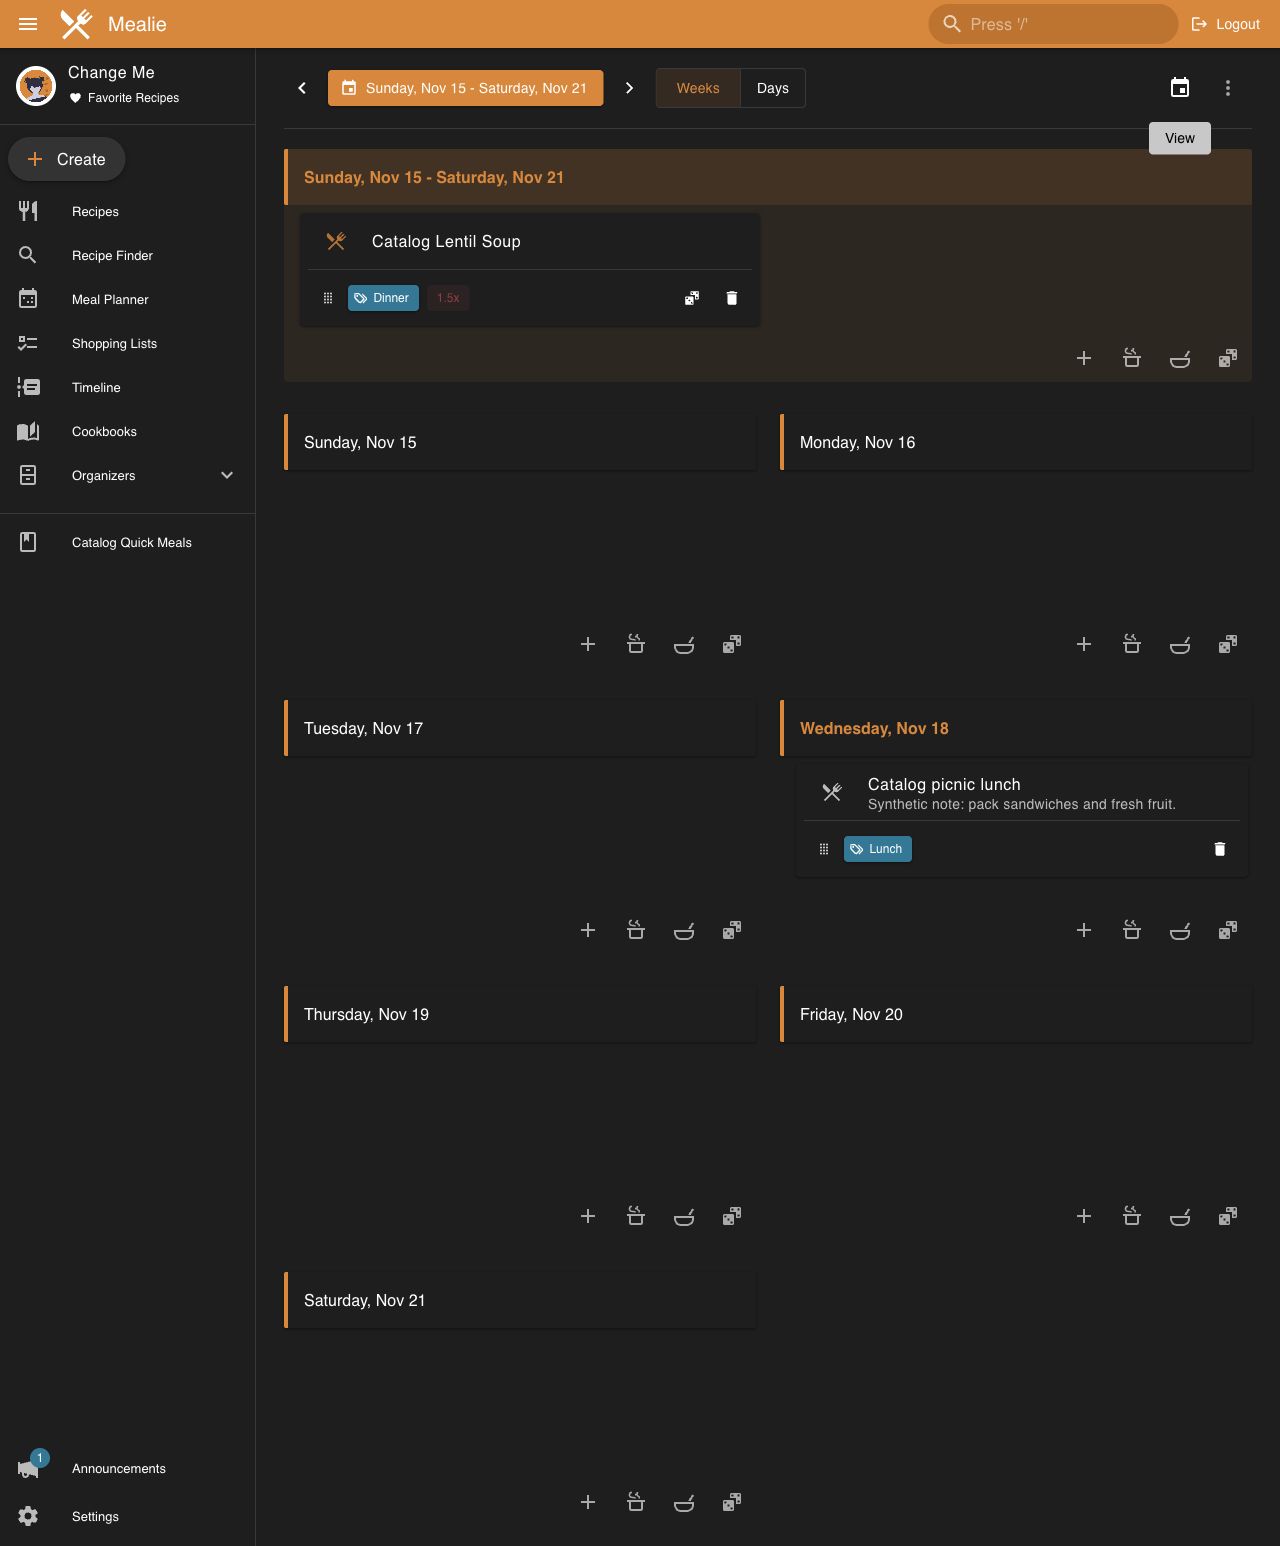 Mealie
Press '/'
Logout
Change Me
Favorite Recipes
Create
Recipes
Recipe Finder
Meal Planner
Shopping Lists
Timeline
Cookbooks
Organizers
Catalog Quick Meals
1
Announcements
Settings
Sunday, Nov 15 - Saturday, Nov 21
Weeks
Days
View
Sunday, Nov 15 - Saturday, Nov 21
Catalog Lentil Soup
Dinner
1.5x
Sunday, Nov 15
Monday, Nov 16
Tuesday, Nov 17
Wednesday, Nov 18
Catalog picnic lunch
Synthetic note: pack sandwiches and fresh fruit.
Lunch
Thursday, Nov 19
Friday, Nov 20
Saturday, Nov 21